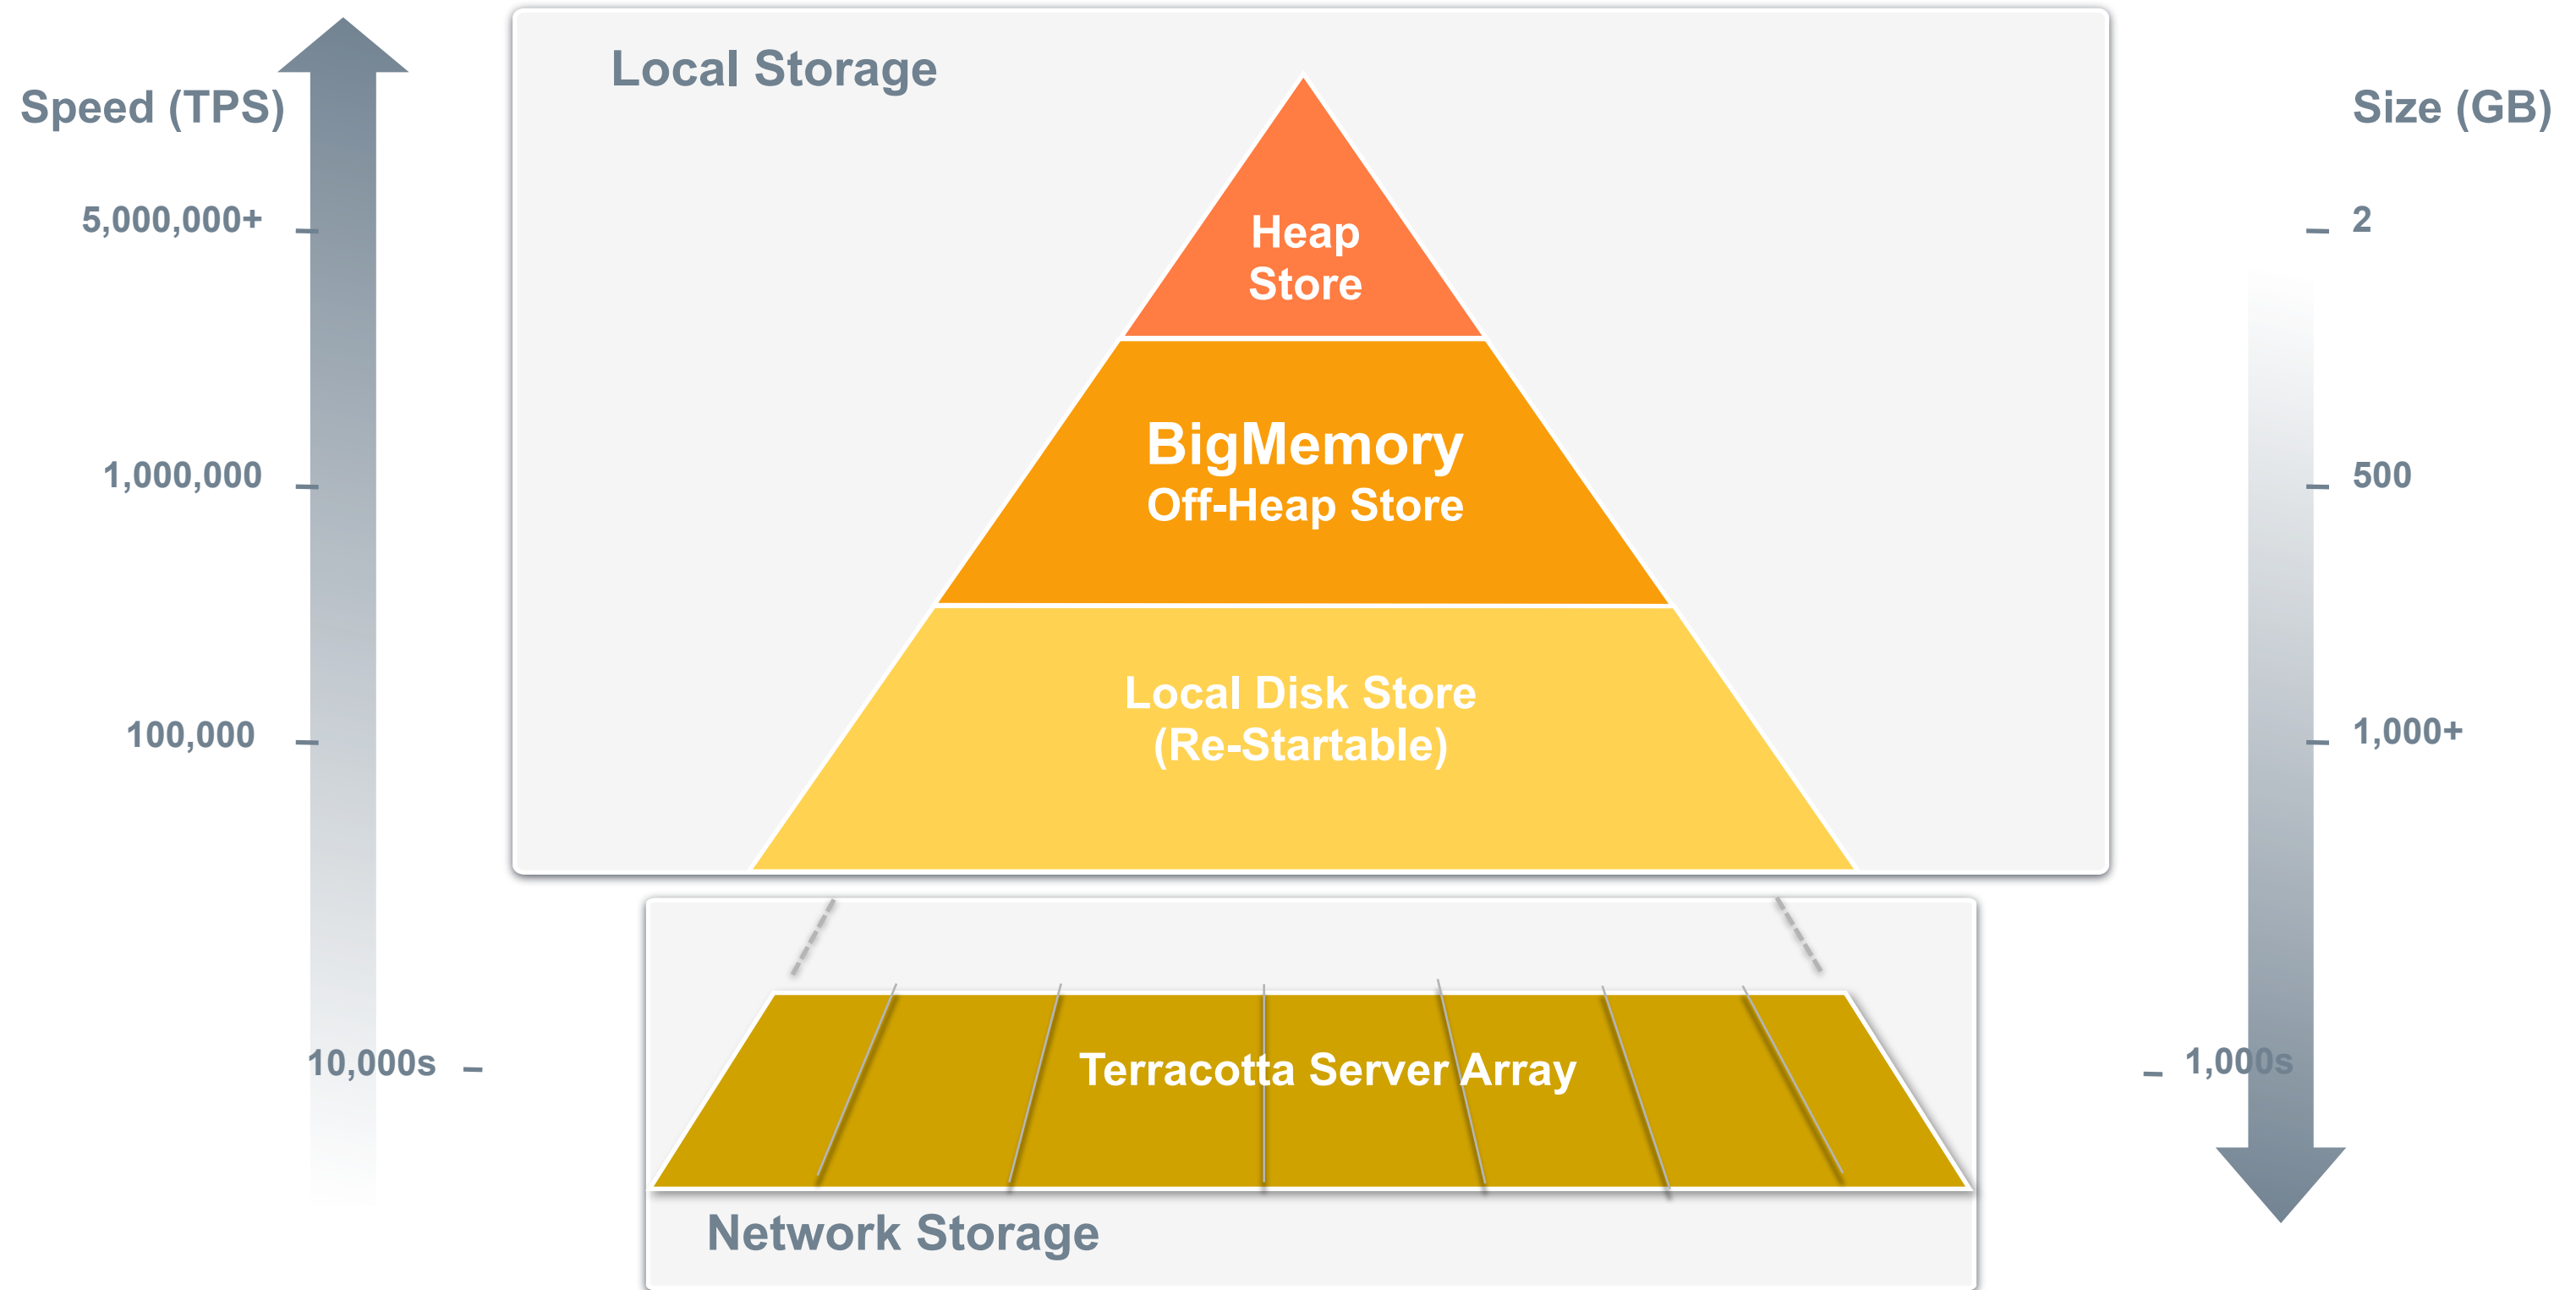 Local Storage
Speed (TPS)
Size (GB)
5,000,000+
2
Heap
Store
1,000,000
500
BigMemory
Off-Heap Store
100,000
1,000+
Local Disk Store
(Re-Startable)
10,000s
1,000s
Terracotta Server Array
Network Storage